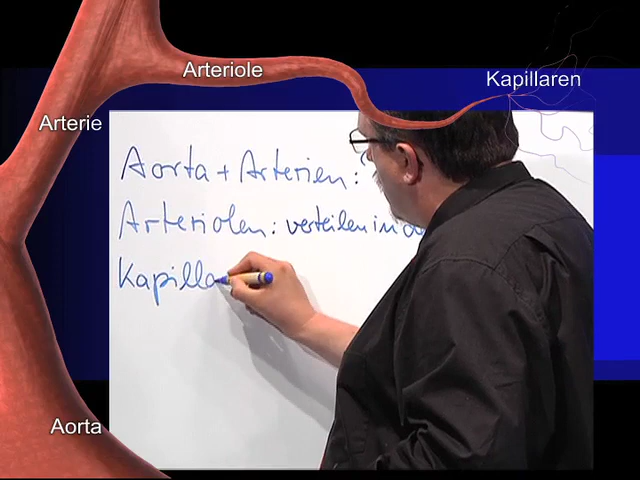 Arteriole
Kapillaren
Arterie
Aorta + Arterien:
Arteriolen: verteilen in d
Kapilla
Aorta